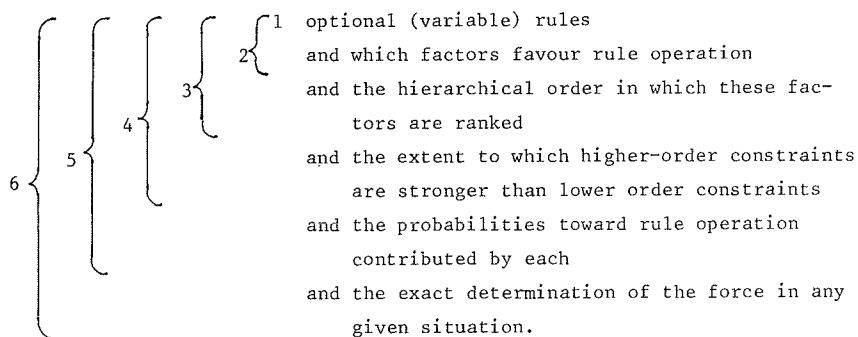 1 optional (variable) rules
2 and which factors favour rule operation
3 and the hierarchical order in which these fac-
tors are ranked
4 and the extent to which higher-order constraints
5 are stronger than lower order constraints
6 and the probabilities toward rule operation
contributed by each
and the exact determination of the force in any
given situation.